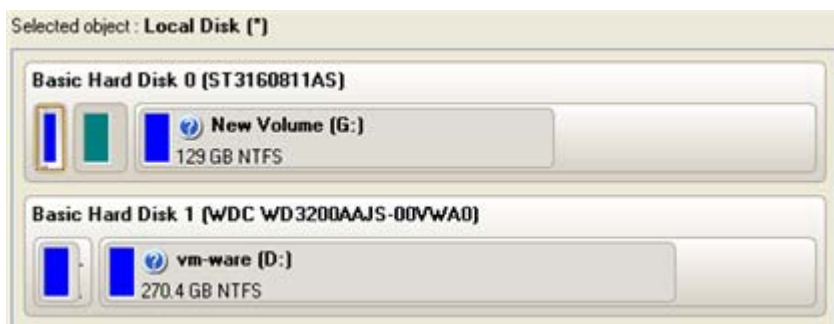 Selected object : Local Disk (*)
Basic Hard Disk 0 (ST3160811AS)
New Volume (G:)
129 GB NTFS
Basic Hard Disk 1 (WDC WD3200AAJS-00VWA0)
vm-ware (D:)
270.4 GB NTFS